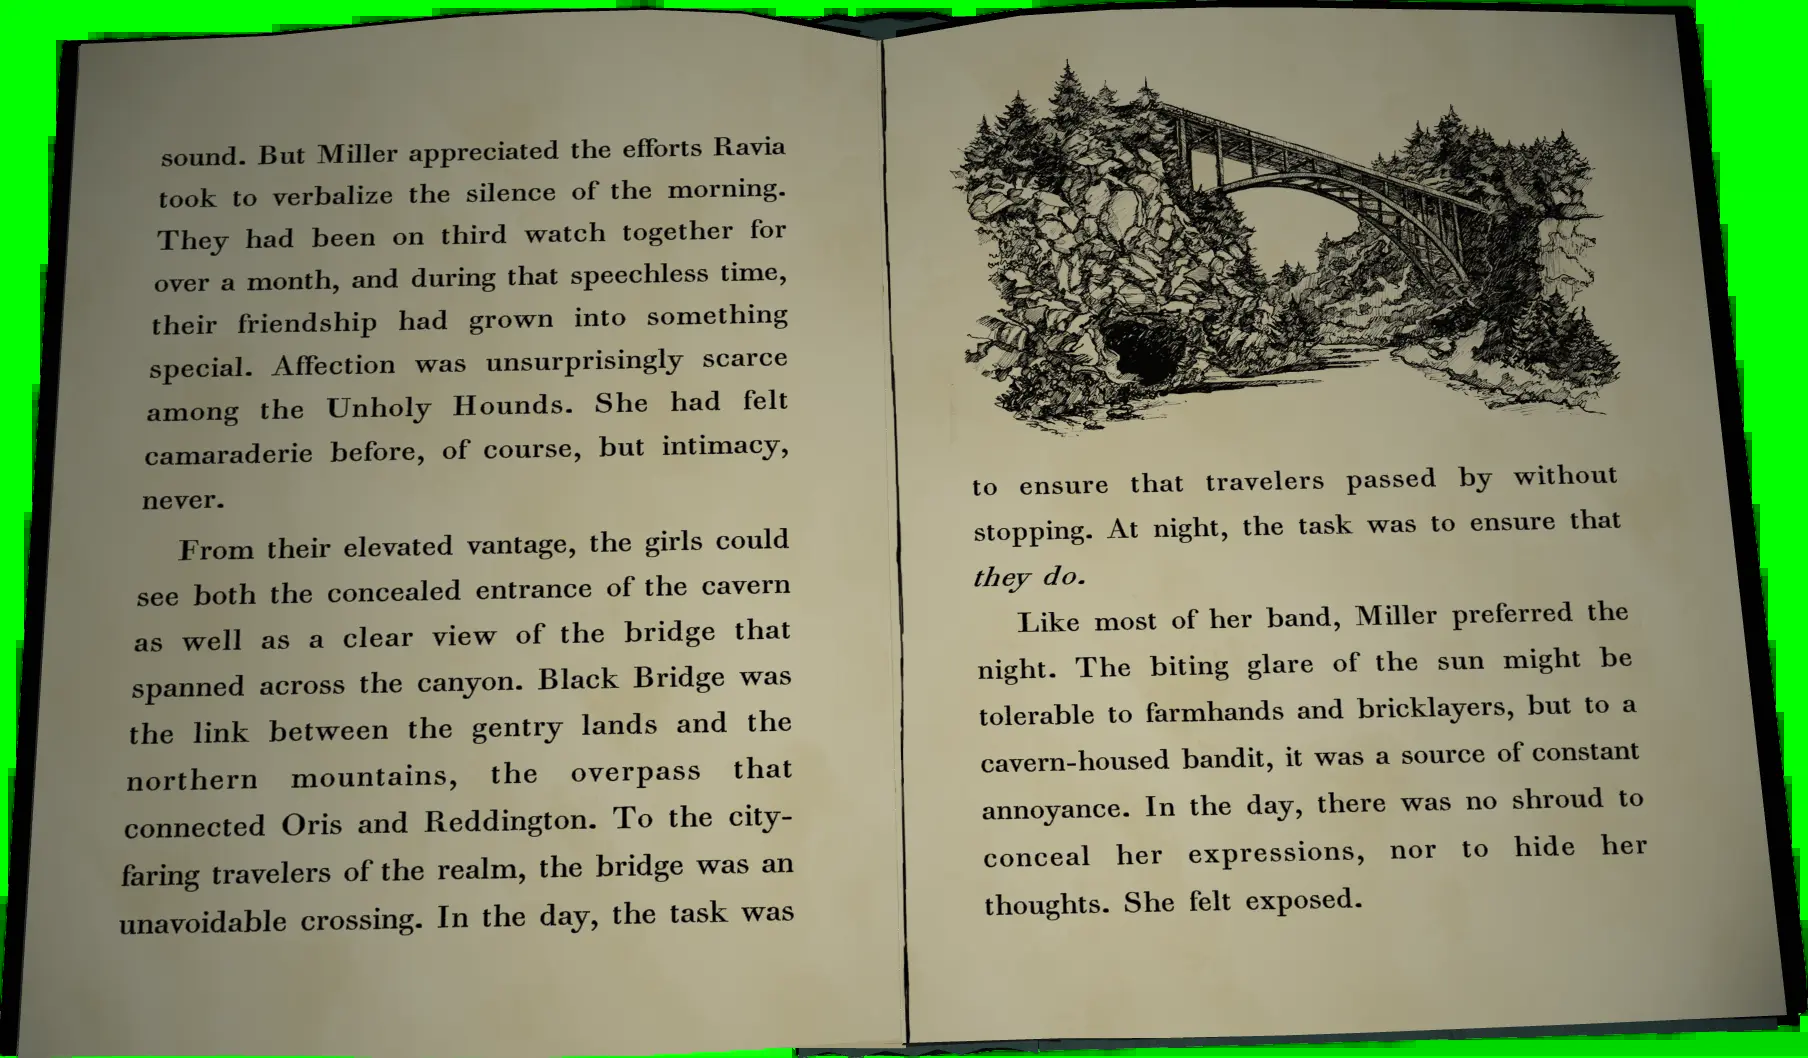 sound. But Miller appreciated the efforts Ravia
took to verbalize the silence of the morning.
They had been on third watch together for
over a month, and during that speechless time,
their friendship had grown into something
special. Affection was unsurprisingly scarce
among the Unholy Hounds. She had felt
camaraderie before, of course, but intimacy,
never.
From their elevated vantage, the girls could
see both the concealed entrance of the cavern
as well as a clear view of the bridge that
spanned across the canyon. Black Bridge was
the link between the gentry lands and the
northern mountains, the overpass that
connected Oris and Reddington. To the city-
faring travelers of the realm, the bridge was an
unavoidable crossing. In the day, the task was
to ensure that travelers passed by without
stopping. At night, the task was to ensure that
they do.
Like most of her band, Miller preferred the
night. The biting glare of the sun might be
tolerable to farmhands and bricklayers, but to a
cavern-housed bandit, it was a source of constant
annoyance. In the day, there was no shroud to
conceal her expressions, nor to hide her
thoughts. She felt exposed.